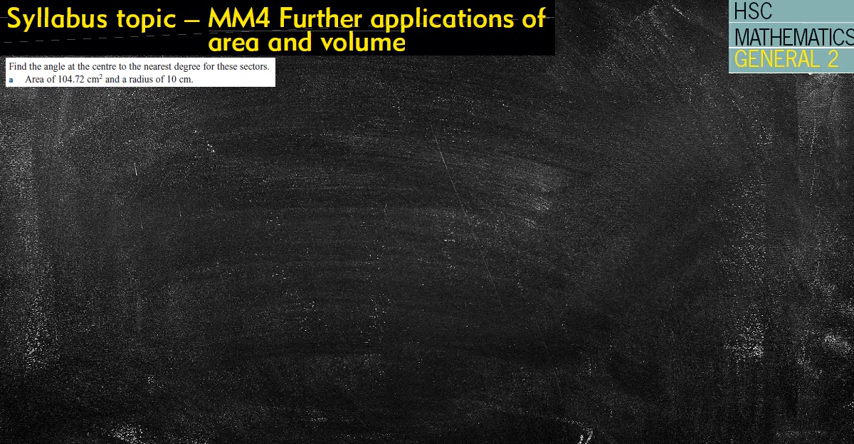 Syllabus topic – MM4 Further applications of
area and volume
HSC
MATHEMATICS
GENERAL 2
Find the angle at the centre to the nearest degree for these sectors.
a Area of 104.72 cm² and a radius of 10 cm.